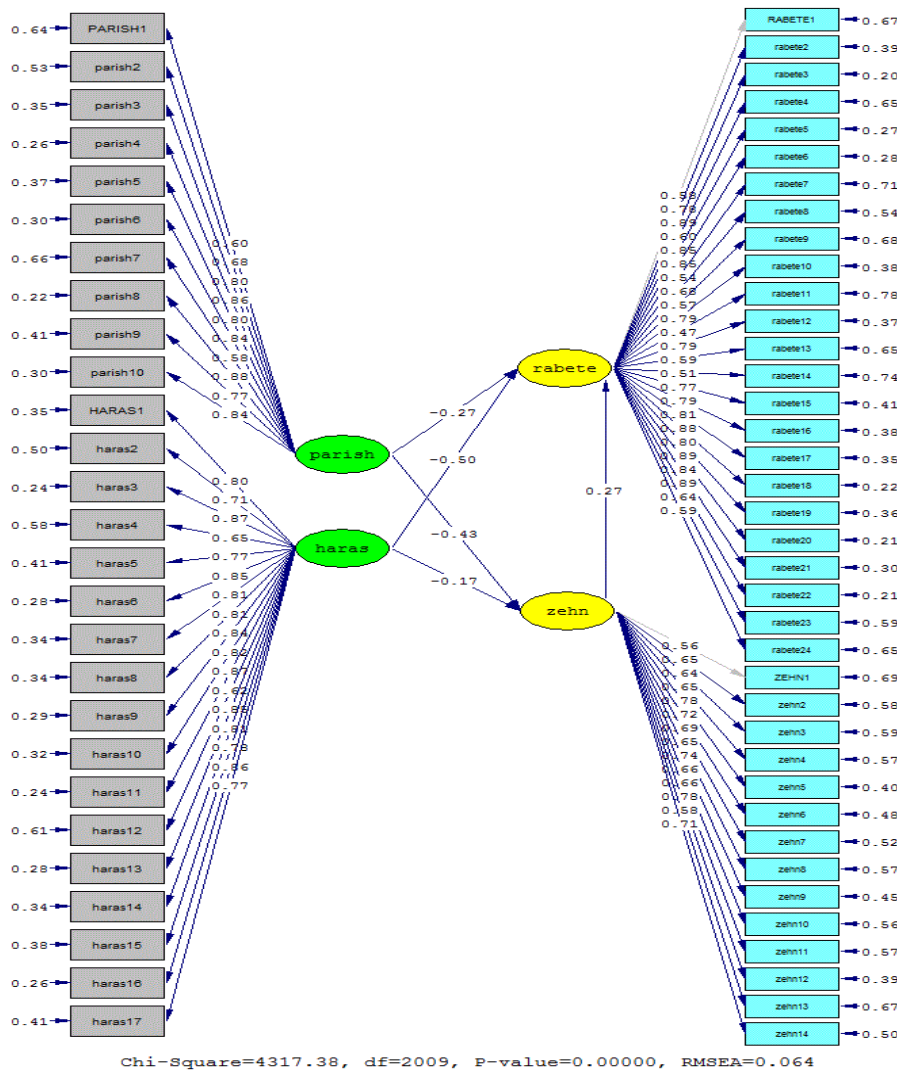 0.64 PARISH1
0.53 parish2
0.35 parish3
0.26 parish4
0.37 parish5
0.30 parish6
0.66 parish7
0.22 parish8
0.41 parish9
0.30 parish10
0.35 HARAS1
0.50 haras2
0.24 haras3
0.58 haras4
0.41 haras5
0.28 haras6
0.34 haras7
0.34 haras8
0.29 haras9
0.32 haras10
0.24 haras11
0.61 haras12
0.28 haras13
0.34 haras14
0.38 haras15
0.26 haras16
0.41 haras17
0.60
0.68
0.80
0.86
0.80
0.84
0.58
0.88
0.77
0.84
0.80
0.71
0.87
0.65
0.77
0.85
0.81
0.81
0.84
0.82
0.87
0.62
0.85
0.81
0.78
0.86
0.77
parish
haras
-0.27
-0.50
-0.43
-0.17
rabete
0.27
zehn
0.58
0.78
0.89
0.60
0.85
0.85
0.54
0.68
0.57
0.79
0.47
0.79
0.59
0.51
0.77
0.79
0.81
0.88
0.80
0.89
0.84
0.89
0.64
0.59
0.56
0.65
0.64
0.65
0.78
0.72
0.69
0.65
0.74
0.66
0.66
0.78
0.58
0.71
RABETE1 0.67
rabete2 0.39
rabete3 0.20
rabete4 0.65
rabete5 0.27
rabete6 0.28
rabete7 0.71
rabete8 0.54
rabete9 0.68
rabete10 0.38
rabete11 0.78
rabete12 0.37
rabete13 0.65
rabete14 0.74
rabete15 0.41
rabete16 0.38
rabete17 0.35
rabete18 0.22
rabete19 0.36
rabete20 0.21
rabete21 0.30
rabete22 0.21
rabete23 0.59
rabete24 0.65
ZEHN1 0.69
zehn2 0.58
zehn3 0.59
zehn4 0.57
zehn5 0.40
zehn6 0.48
zehn7 0.52
zehn8 0.57
zehn9 0.45
zehn10 0.56
zehn11 0.57
zehn12 0.39
zehn13 0.67
zehn14 0.50
Chi-Square=4317.38, df=2009, P-value=0.00000, RMSEA=0.064